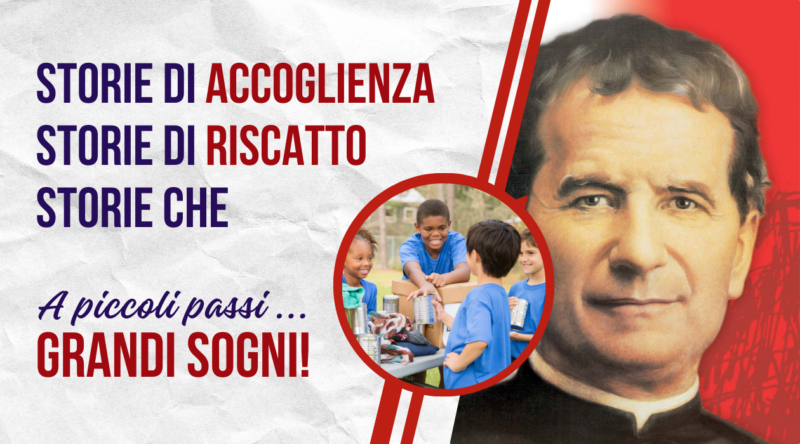 STORIE DI ACCOGLIENZA
STORIE DI RISCATTO
STORIE CHE
A piccoli passi ...
GRANDI SOGNI!